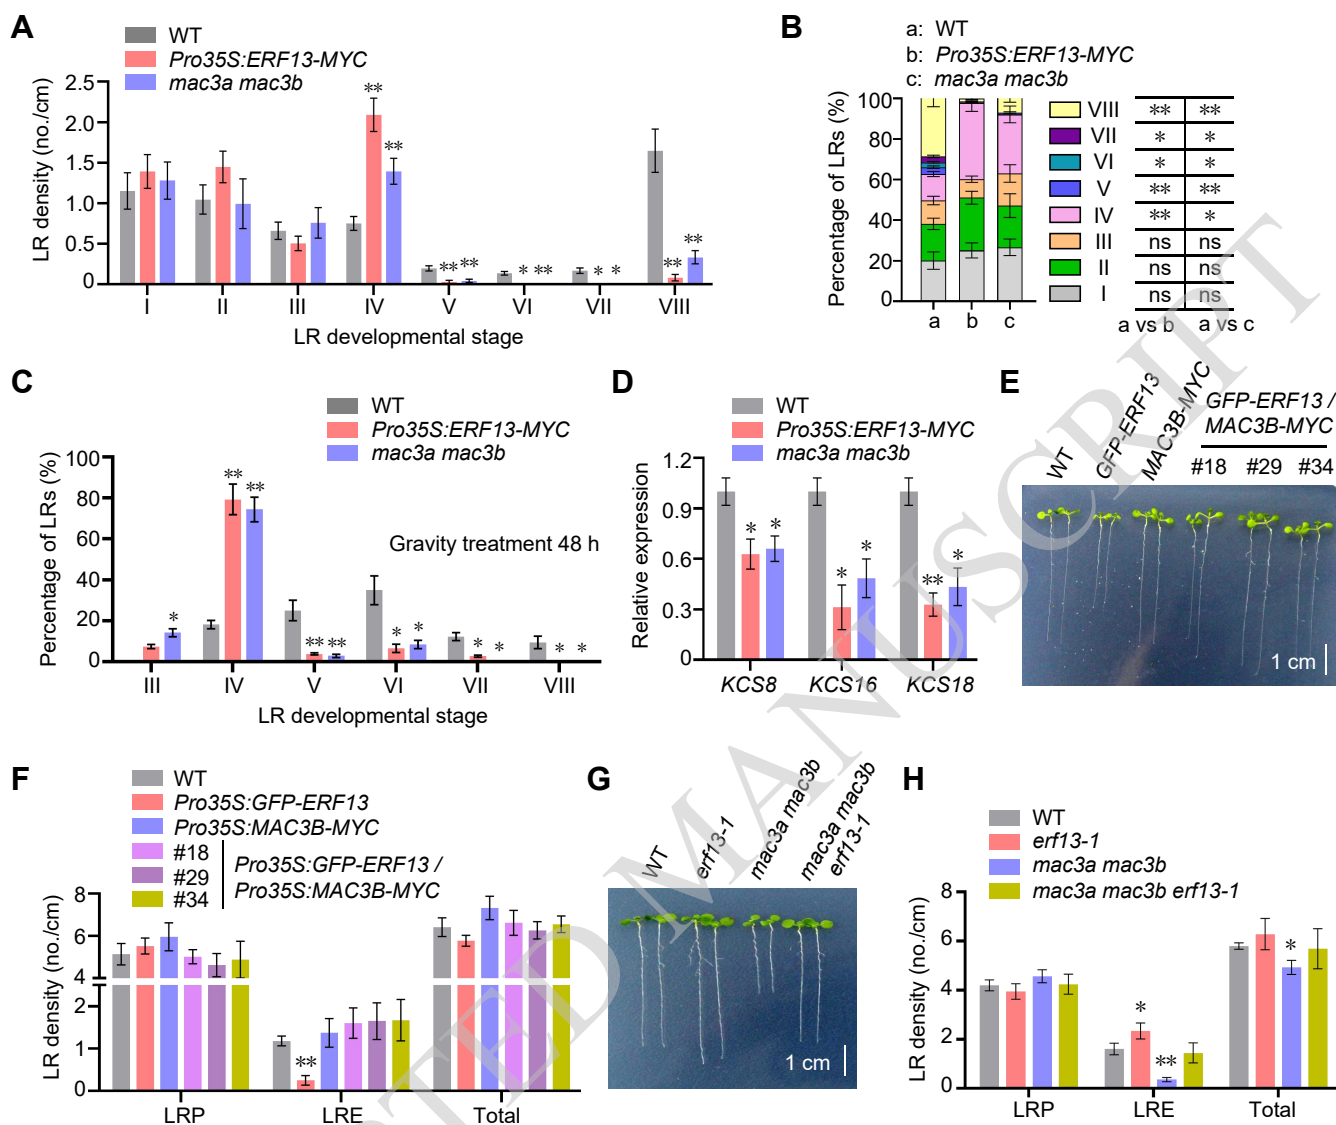 A
WT
Pro35S:ERF13-MYC
mac3a mac3b
LR density (no./cm)
2.5
2.0
1.5
1.0
0.5
0
** ** ** ** * ** * * ** **
I II III IV V VI VII VIII
LR developmental stage
B
a: WT
b: Pro35S:ERF13-MYC
c: mac3a mac3b
Percentage of LRs (%)
100
80
60
40
20
0
a b c
VIII ** **
VII * *
VI * *
V ** **
IV ** *
III ns ns
II ns ns
I ns ns
a vs b a vs c
C
WT
Pro35S:ERF13-MYC
mac3a mac3b
Percentage of LRs (%)
100
80
60
40
20
0
Gravity treatment 48 h
* ** ** ** ** * * * * * *
III IV V VI VII VIII
LR developmental stage
D
WT
Pro35S:ERF13-MYC
mac3a mac3b
Relative expression
1.2
0.9
0.6
0.3
0
* * * * ** *
KCS8 KCS16 KCS18
E
WT
GFP-ERF13
MAC3B-MYC
GFP-ERF13 /
MAC3B-MYC
#18 #29 #34
1 cm
F
WT
Pro35S:GFP-ERF13
Pro35S:MAC3B-MYC
#18
#29
#34
Pro35S:GFP-ERF13 /
Pro35S:MAC3B-MYC
LR density (no./cm)
8
6
4
2
1
0
**
LRP LRE Total
G
WT
erf13-1
mac3a mac3b
mac3a mac3b
erf13-1
1 cm
H
WT
erf13-1
mac3a mac3b
mac3a mac3b erf13-1
LR density (no./cm)
8
6
4
2
0
* ** *
LRP LRE Total
TED MANUSCRIPT